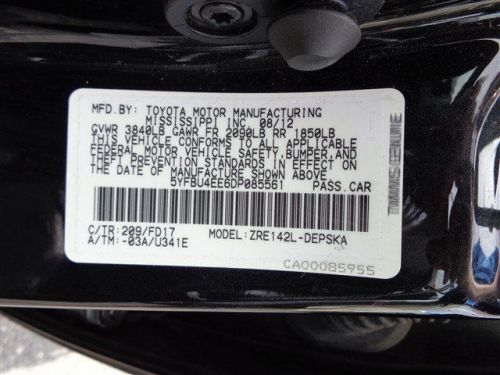 MFD.BY: TOYOTA MOTOR MANUFACTURING
MISSISSIPPI, INC. 08/12
GVWR 3840LB GAWR FR 2090LB RR 1850LB
THIS VEHICLE CONFORMS TO ALL APPLICABLE
FEDERAL MOTOR VEHICLE SAFETY,BUMPER,AND
THEFT PREVENTION STANDARDS IN EFFECT ON
THE DATE OF MANUFACTURE SHOWN ABOVE.
5YFBU4EE6DP085561 PASS.CAR
C/TR: 209/FD17 MODEL:ZRE142L-DEPSKA
A/TM: -03A/U341E
CA00085955